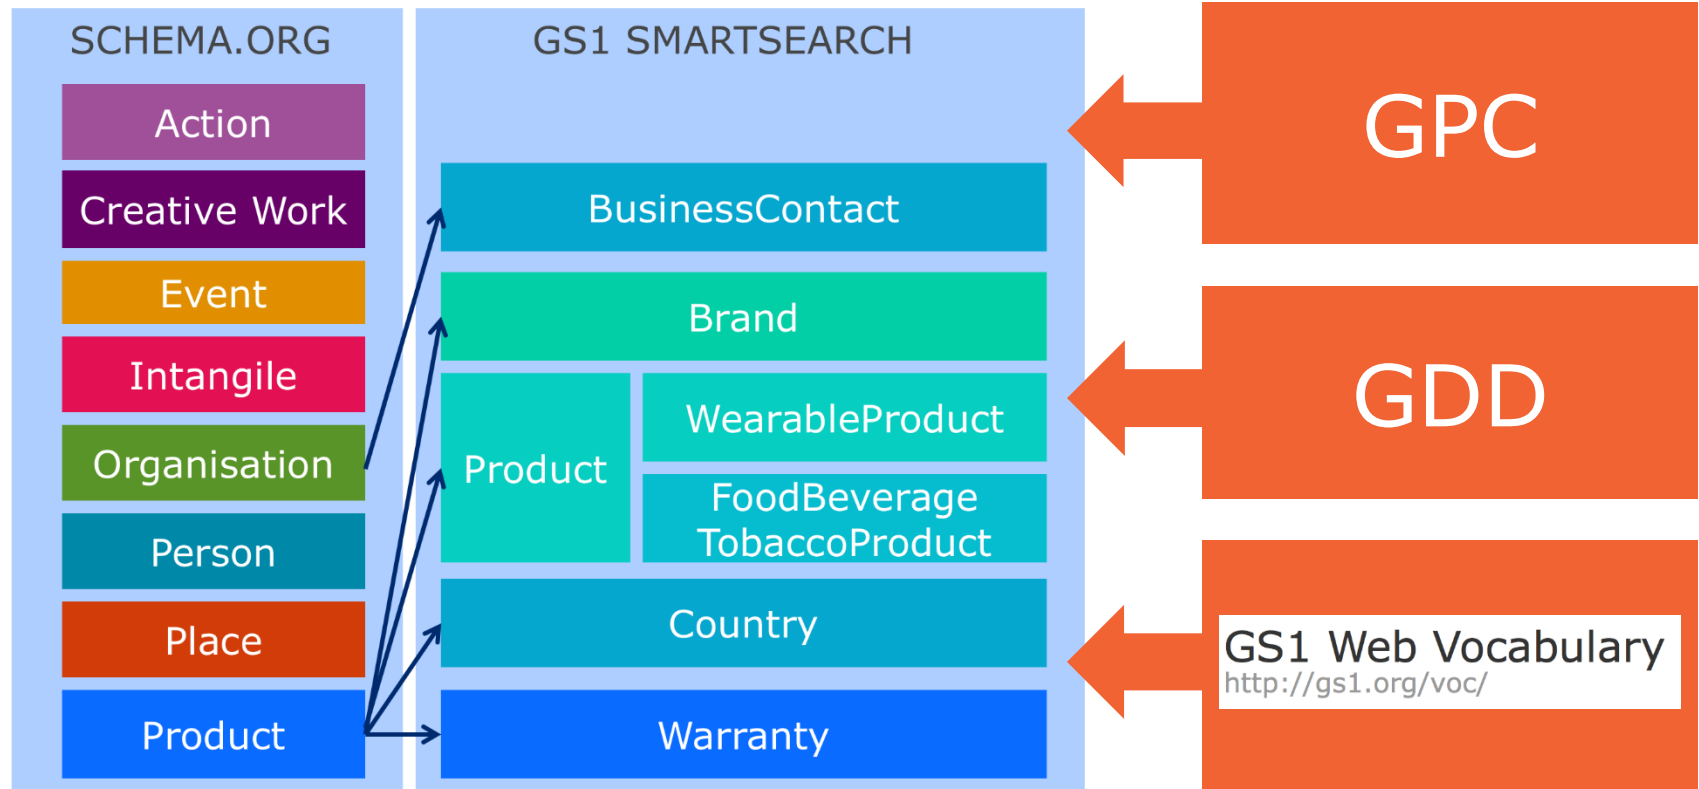 SCHEMA.ORG
Action
Creative Work
Event
Intangile
Organisation
Person
Place
Product
GS1 SMARTSEARCH
BusinessContact
Brand
Product
WearableProduct
FoodBeverage
TobaccoProduct
Country
Warranty
GPC
GDD
GS1 Web Vocabulary
http://gs1.org/voc/